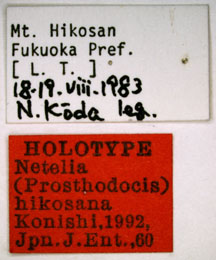 Mt. Hikosan
Fukuoka Pref.
[ L. T. ]
18-19. viii. 1983
N. Kōda leg.
HOLOTYPE
Netelia
(Prosthodocis)
hikosana
Konishi,1992,
Jpn.J.Ent.,60